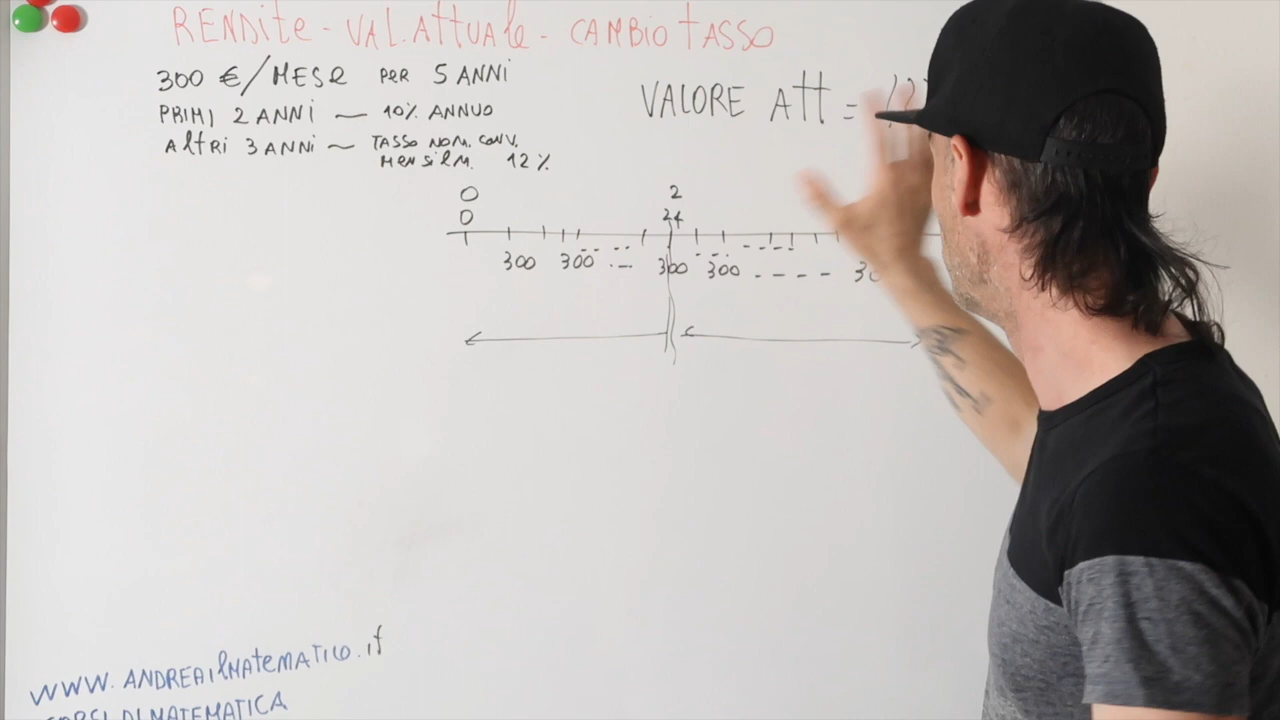 RENDITE - VAL. ATTUALE - CAMBIO TASSO
300 €/MESE PER 5 ANNI
PRIMI 2 ANNI ~ 10% ANNUO
ALTRI 3 ANNI ~ TASSO NOM. CONV.
MENSILM. 12%
VALORE ATT =
0 2
0 24
300 300 ... 300 300 ----
WWW.ANDREAILMATEMATICO.it
CORSI DI MATEMATICA